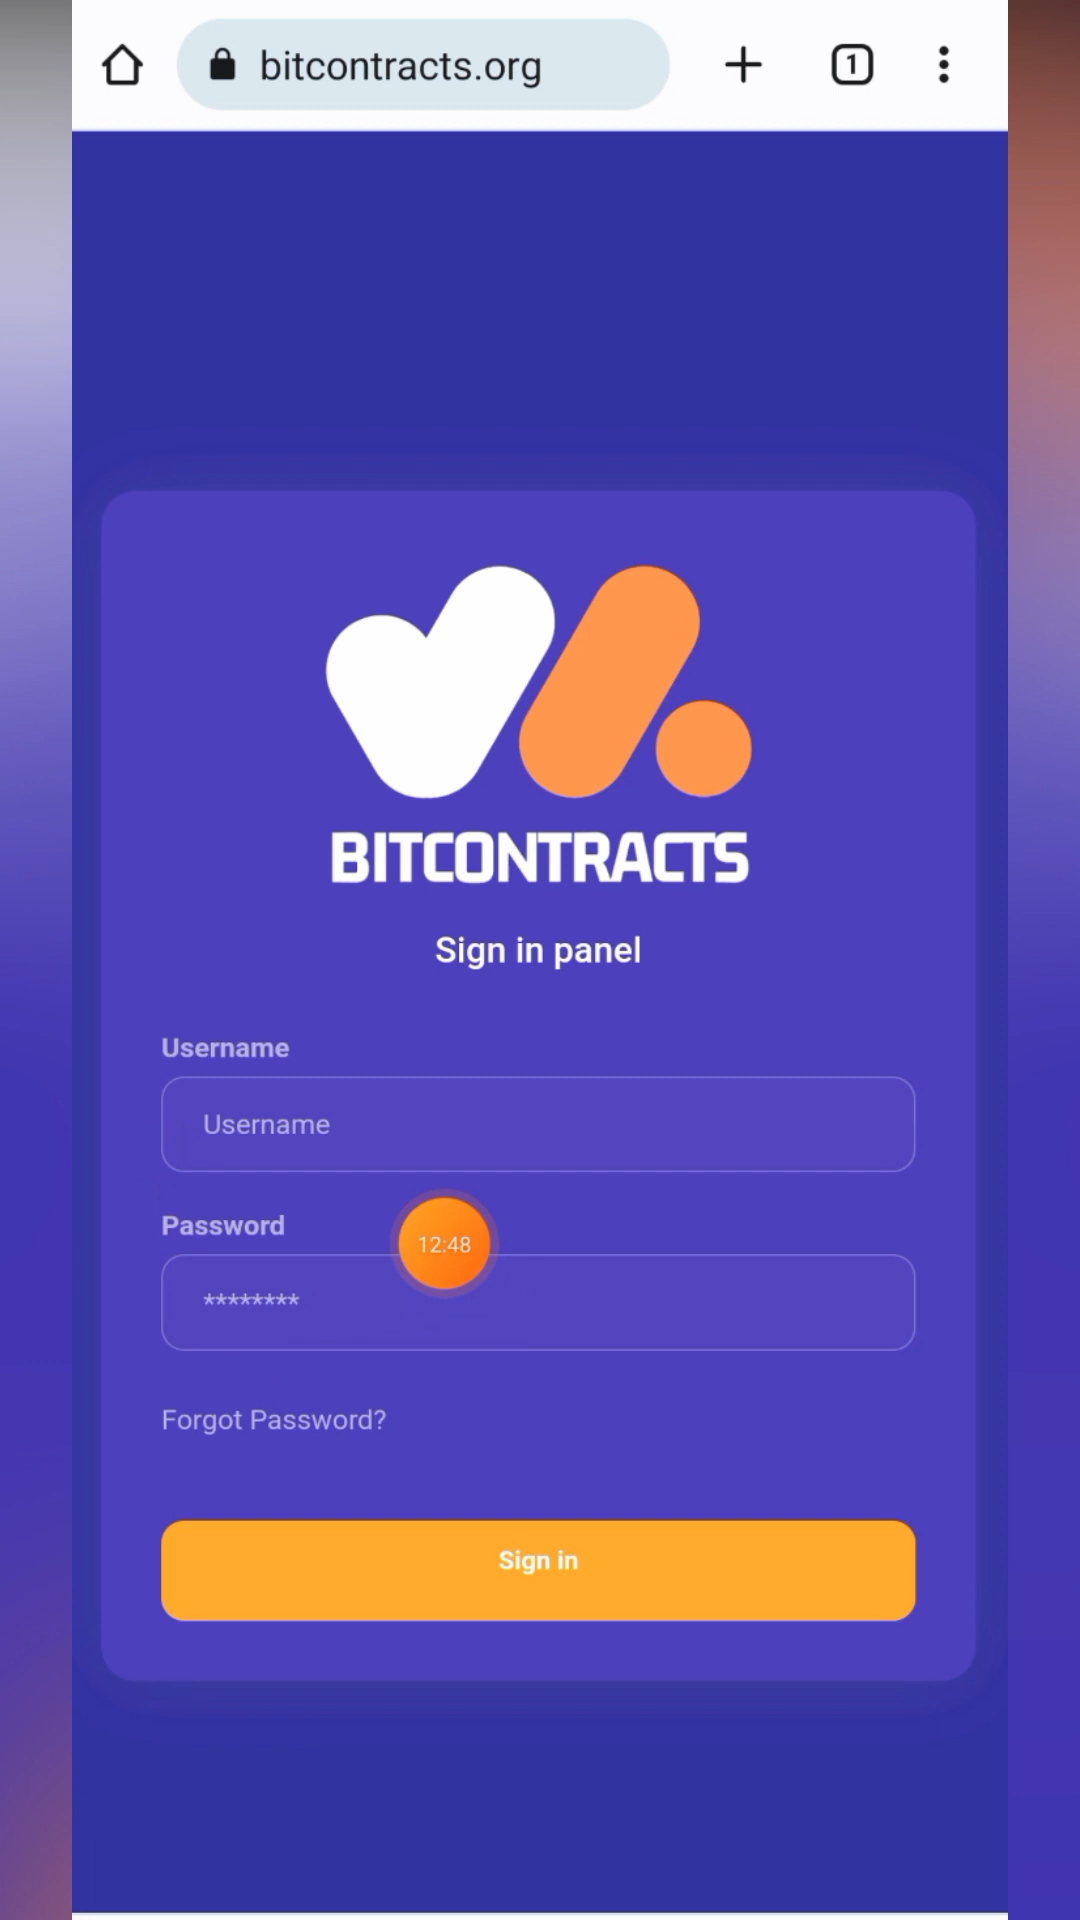 bitcontracts.org
1
BITCONTRACTS
Sign in panel
Username
Username
Password
12:48
********
Forgot Password?
Sign in